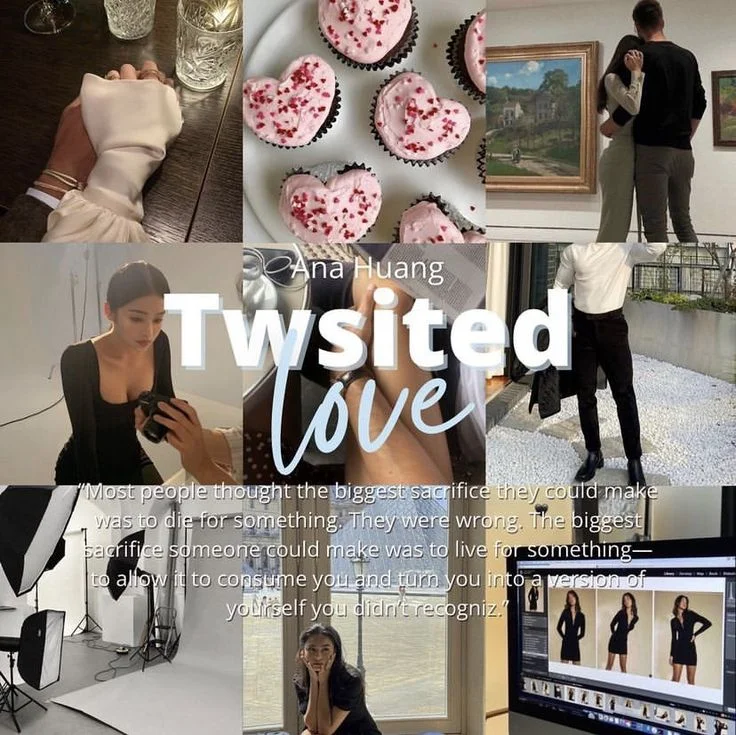 Ana Huang
Twsited
love
“Most people thought the biggest sacrifice they could make
was to die for something. They were wrong. The biggest
sacrifice someone could make was to live for something—
to allow it to consume you and turn you into a version of
yourself you didn’t recogniz.”